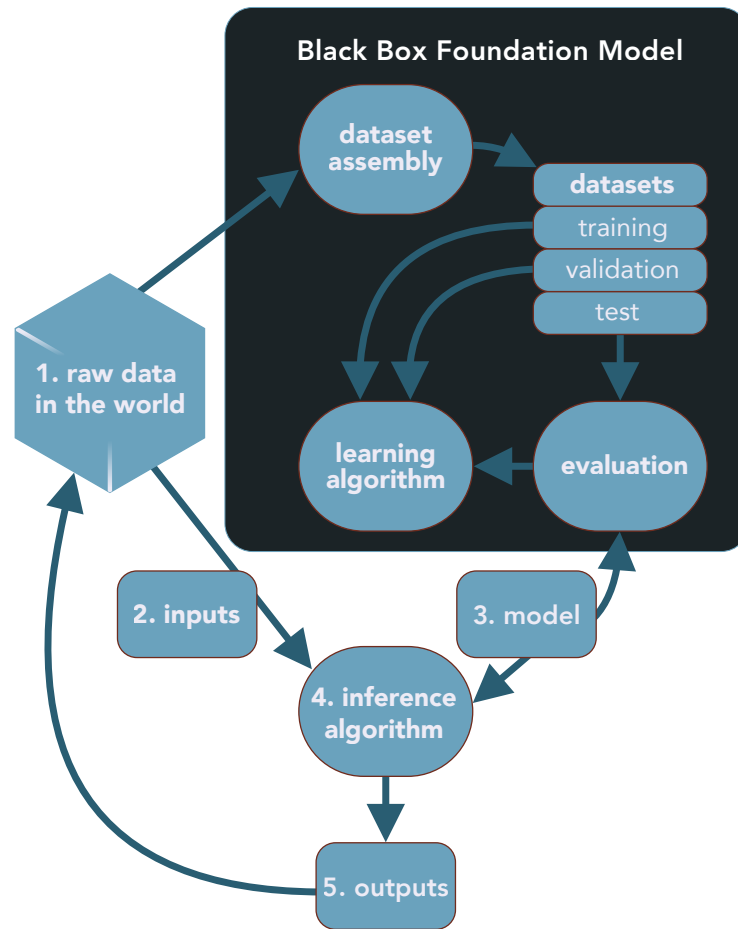 Black Box Foundation Model
dataset
assembly
datasets
training
validation
test
1. raw data
in the world
learning
algorithm
evaluation
2. inputs
3. model
4. inference
algorithm
5. outputs